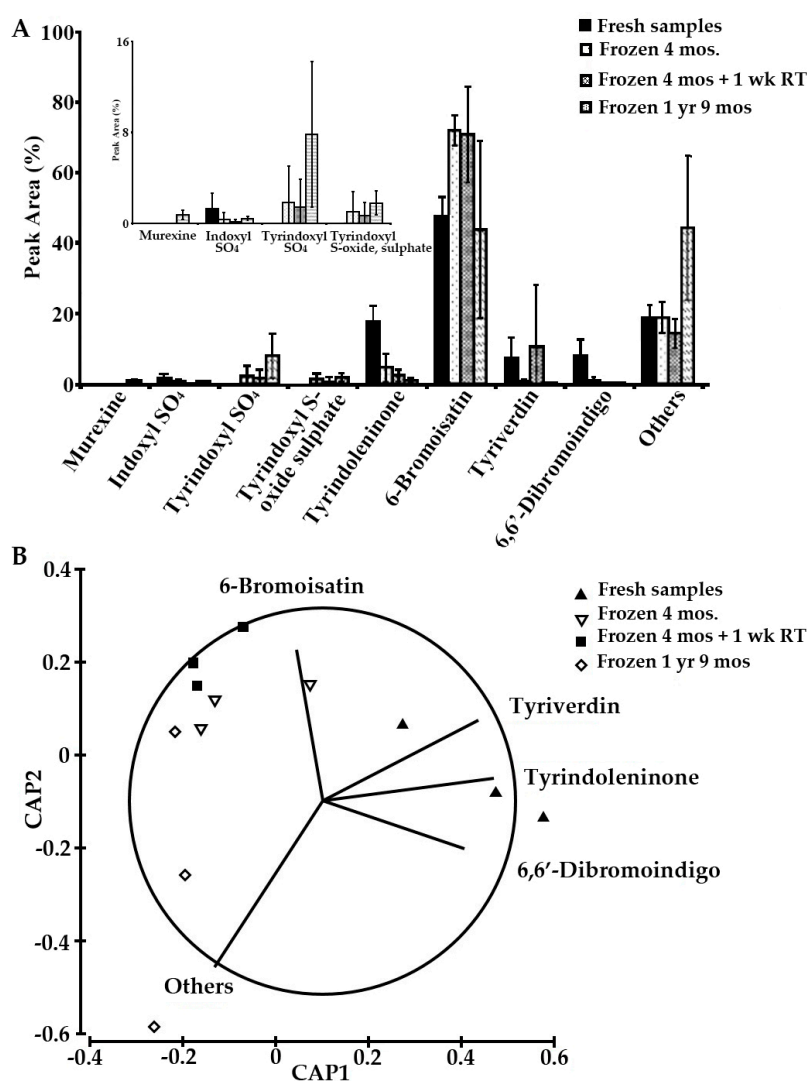 A
100
80
60
40
20
0
Peak Area (%)
16
8
0
Peak Area (%)
Murexine
Indoxyl
SO₄
Tyrindoxyl
SO₄
Tyrindoxyl
S-oxide, sulphate
Fresh samples
Frozen 4 mos.
Frozen 4 mos + 1 wk RT
Frozen 1 yr 9 mos
Murexine
Indoxyl SO₄
Tyrindoxyl SO₄
Tyrindoxyl S-
oxide sulphate
Tyrindoleninone
6-Bromoisatin
Tyriverdin
6,6'-Dibromoindigo
Others
B
0.4
0.2
0
-0.2
-0.4
-0.6
CAP2
6-Bromoisatin
Fresh samples
Frozen 4 mos.
Frozen 4 mos + 1 wk RT
Frozen 1 yr 9 mos
Tyriverdin
Tyrindoleninone
6,6'-Dibromoindigo
Others
-0.4 -0.2 0 0.2 0.4 0.6
CAP1